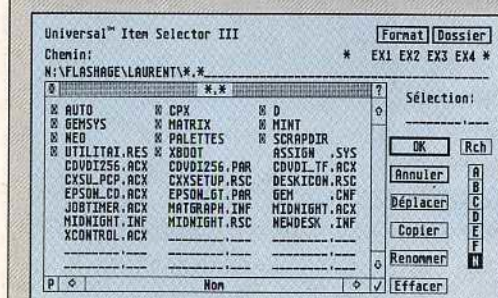 Universal™ Item Selector III
Format Dossier
Chemin:
* EX1 EX2 EX3 EX4 *
N:\FLASHAGE\LAURENT\*.*
*.* ?
Sélection:
AUTO CPX D
GEMSYS MATRIX MINT
NEO PALETTES SCRAPDIR
UTILITAI.RES XBOOT ASSIGN .SYS
CDVDI256.ACX CDVDI256.PAR CDVDI_TF.ACX
CXSU_PCP.ACX CXXSETUP.RSC DESKICON.RSC
EPSON_CD.ACX EPSON_GT.PAR GEM .CNF
JOBTIMER.ACX MATGRAPH.INF MIDNIGHT.ACX
MIDNIGHT.INF MIDNIGHT.RSC NEWDESK .INF
XCONTROL.ACX
OK Rch
Annuler
Déplacer
Copier
Renommer
Effacer
A
B
C
D
E
F
N
P Nom